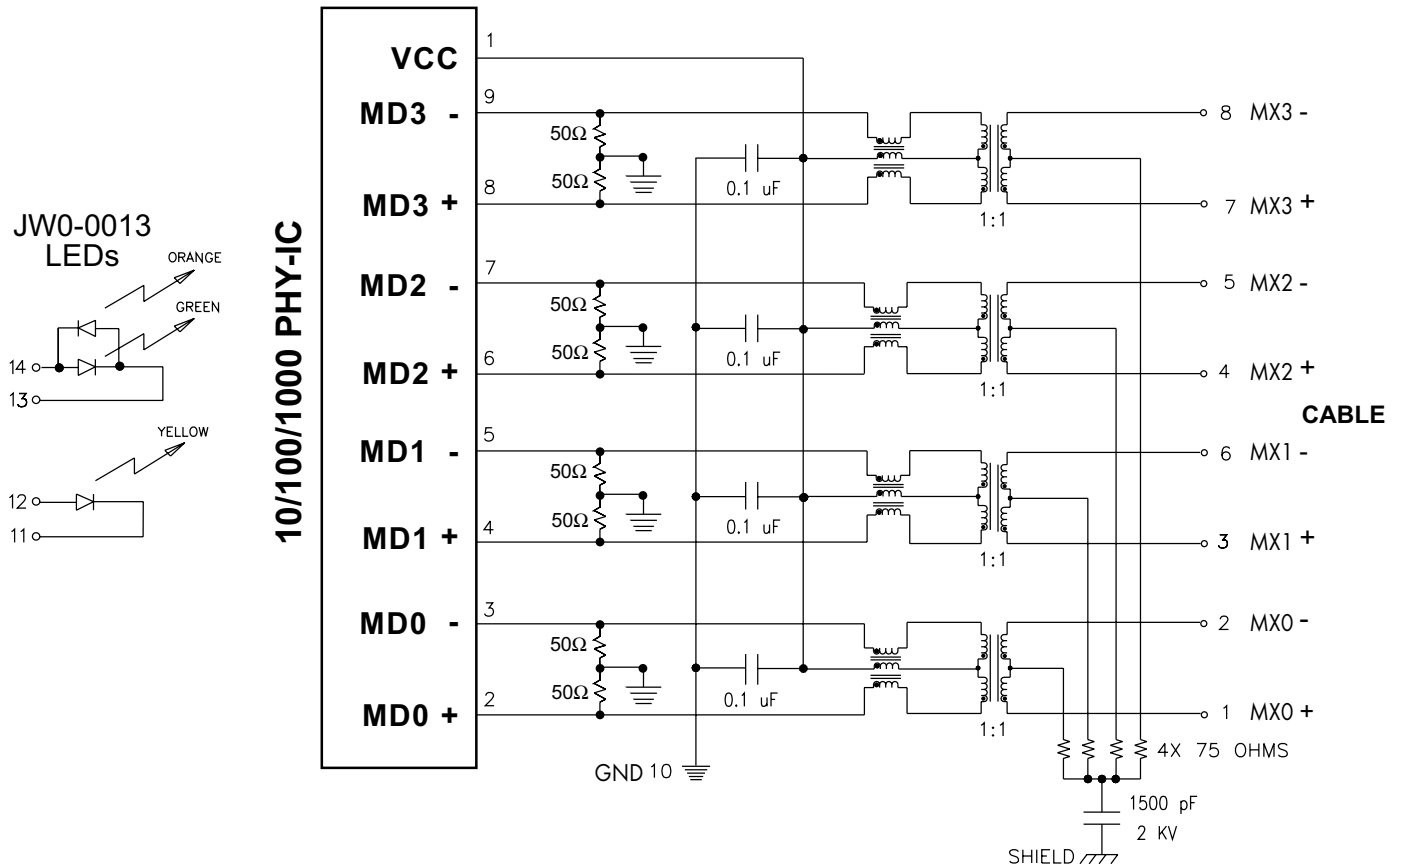 JW0-0013
LEDs
ORANGE
GREEN
14
13
YELLOW
12
11
10/100/1000 PHY-IC
VCC
1
MD3 -
9
50Ω
50Ω
MD3 +
8
0.1 uF
1:1
8 MX3 -
7 MX3 +
MD2 -
7
50Ω
50Ω
MD2 +
6
0.1 uF
1:1
5 MX2 -
4 MX2 +
CABLE
MD1 -
5
50Ω
50Ω
MD1 +
4
0.1 uF
1:1
6 MX1 -
3 MX1 +
MD0 -
3
50Ω
50Ω
MD0 +
2
0.1 uF
1:1
2 MX0 -
1 MX0 +
GND 10
4X 75 OHMS
1500 pF
2 KV
SHIELD